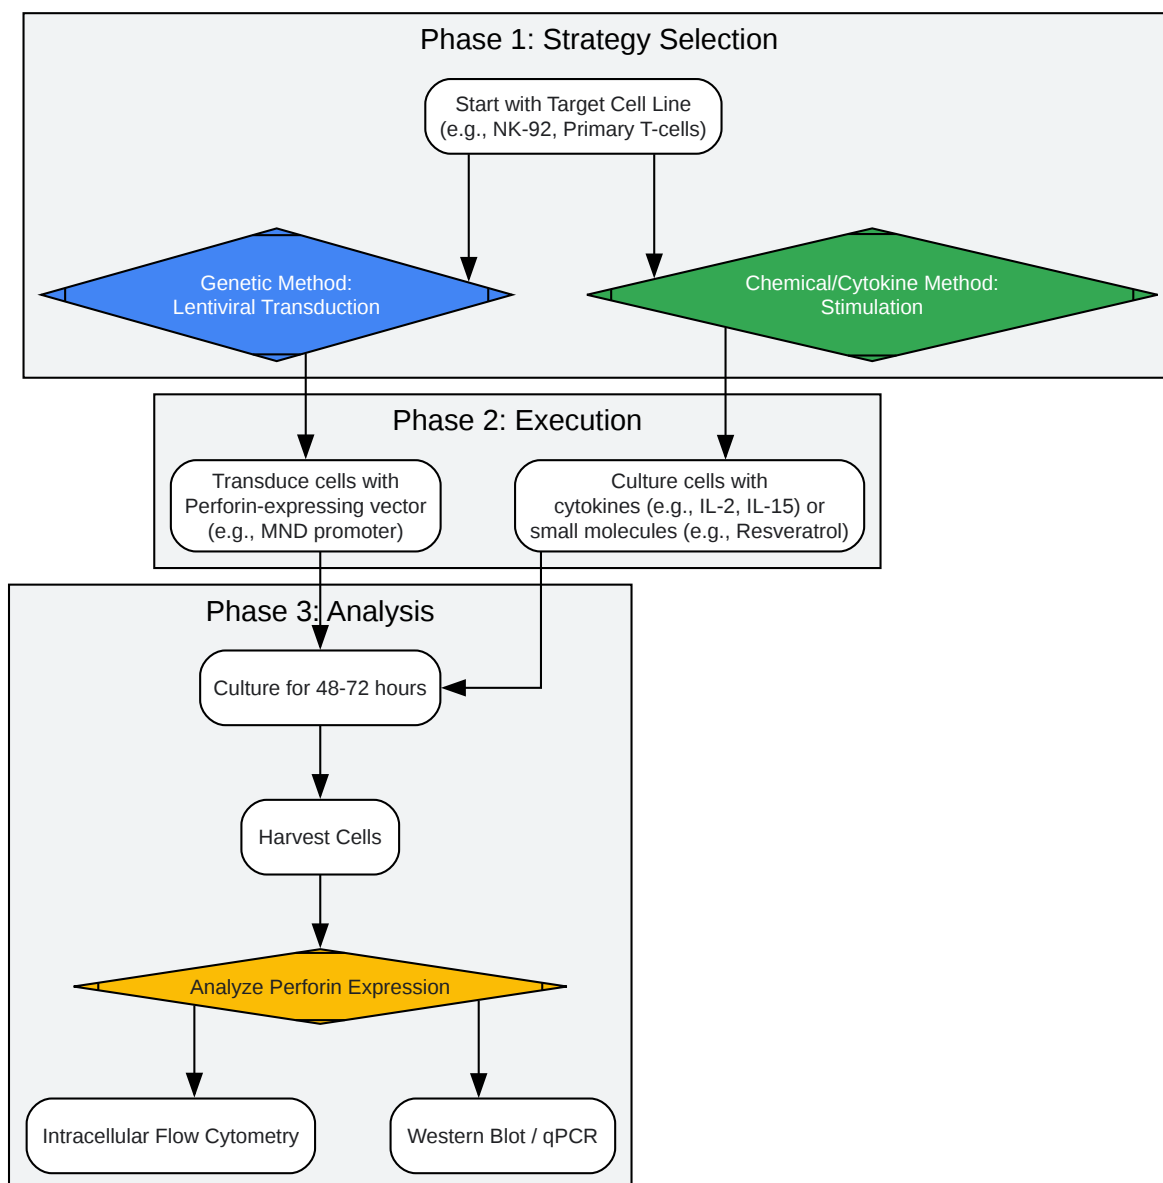 Phase 1: Strategy Selection
Start with Target Cell Line
(e.g., NK-92, Primary T-cells)
Genetic Method:
Lentiviral Transduction
Chemical/Cytokine Method:
Stimulation
Phase 2: Execution
Transduce cells with
Perforin-expressing vector
(e.g., MND promoter)
Culture cells with
cytokines (e.g., IL-2, IL-15) or
small molecules (e.g., Resveratrol)
Phase 3: Analysis
Culture for 48-72 hours
Harvest Cells
Analyze Perforin Expression
Intracellular Flow Cytometry
Western Blot / qPCR